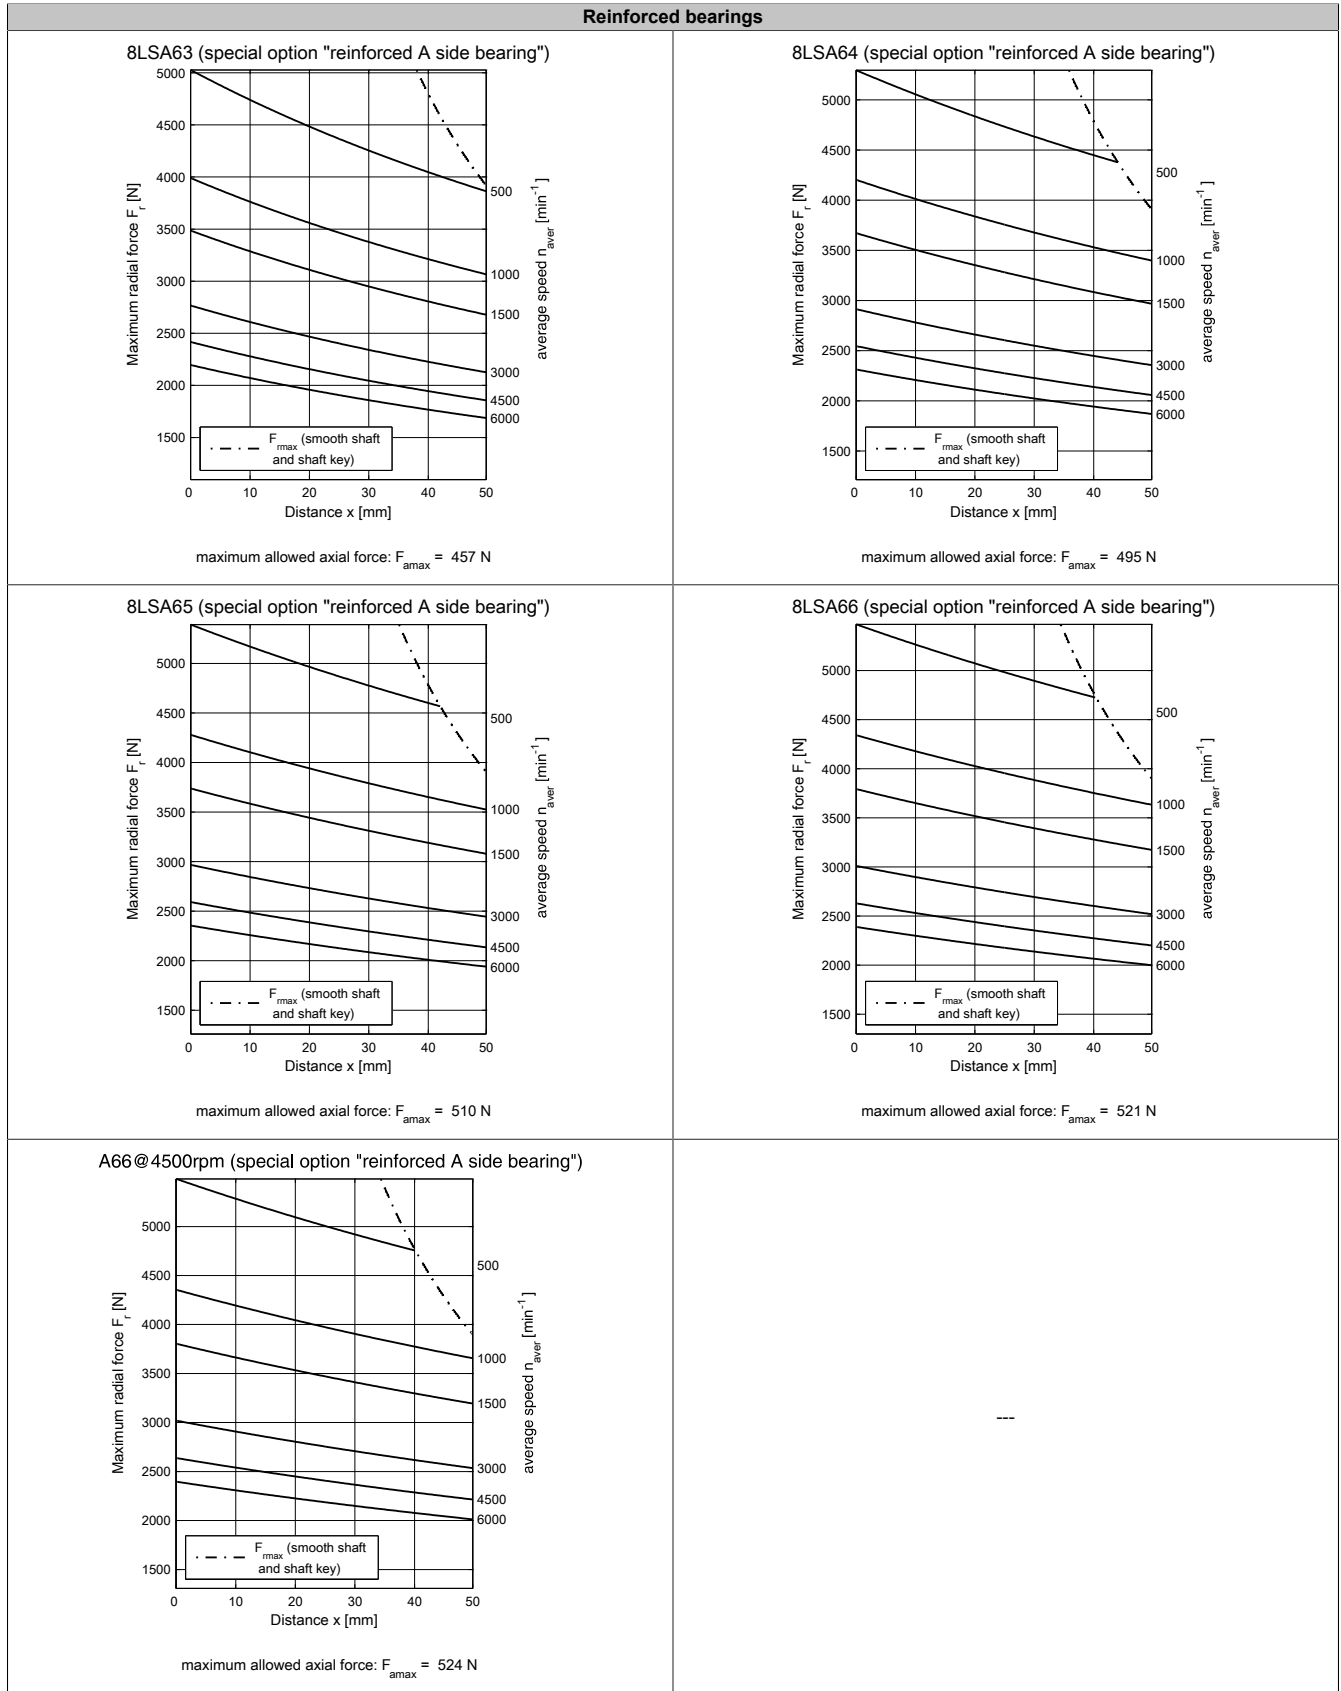 Reinforced bearings
8LSA63 (special option "reinforced A side bearing")
Maximum radial force F_r [N]
5000
4500
4000
3500
3000
2500
2000
1500
500
1000
1500
3000
4500
6000
average speed n_aver [min^-1 ]
F_rmax (smooth shaft
and shaft key)
0 10 20 30 40 50
Distance x [mm]
maximum allowed axial force: F_amax = 457 N
8LSA64 (special option "reinforced A side bearing")
Maximum radial force F_r [N]
5000
4500
4000
3500
3000
2500
2000
1500
500
1000
1500
3000
4500
6000
average speed n_aver [min^-1 ]
F_rmax (smooth shaft
and shaft key)
0 10 20 30 40 50
Distance x [mm]
maximum allowed axial force: F_amax = 495 N
8LSA65 (special option "reinforced A side bearing")
Maximum radial force F_r [N]
5000
4500
4000
3500
3000
2500
2000
1500
500
1000
1500
3000
4500
6000
average speed n_aver [min^-1 ]
F_rmax (smooth shaft
and shaft key)
0 10 20 30 40 50
Distance x [mm]
maximum allowed axial force: F_amax = 510 N
8LSA66 (special option "reinforced A side bearing")
Maximum radial force F_r [N]
5000
4500
4000
3500
3000
2500
2000
1500
500
1000
1500
3000
4500
6000
average speed n_aver [min^-1 ]
F_rmax (smooth shaft
and shaft key)
0 10 20 30 40 50
Distance x [mm]
maximum allowed axial force: F_amax = 521 N
A66@4500rpm (special option "reinforced A side bearing")
Maximum radial force F_r [N]
5000
4500
4000
3500
3000
2500
2000
1500
500
1000
1500
3000
4500
6000
average speed n_aver [min^-1 ]
F_rmax (smooth shaft
and shaft key)
0 10 20 30 40 50
Distance x [mm]
maximum allowed axial force: F_amax = 524 N
---